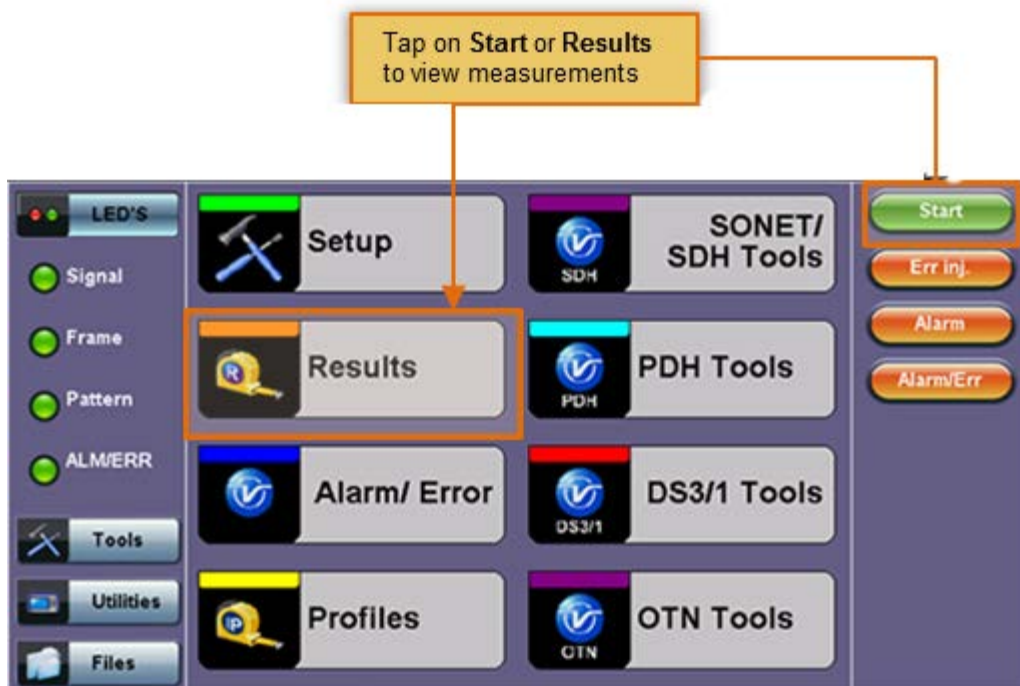 Tap on Start or Results
to view measurements
LED'S
Signal
Frame
Pattern
ALM/ERR
Tools
Utilities
Files
Setup
SONET/
SDH Tools
SDH
Results
R
PDH Tools
PDH
Alarm/ Error
DS3/1 Tools
DS3/1
Profiles
IP
OTN Tools
OTN
Start
Err inj.
Alarm
Alarm/Err